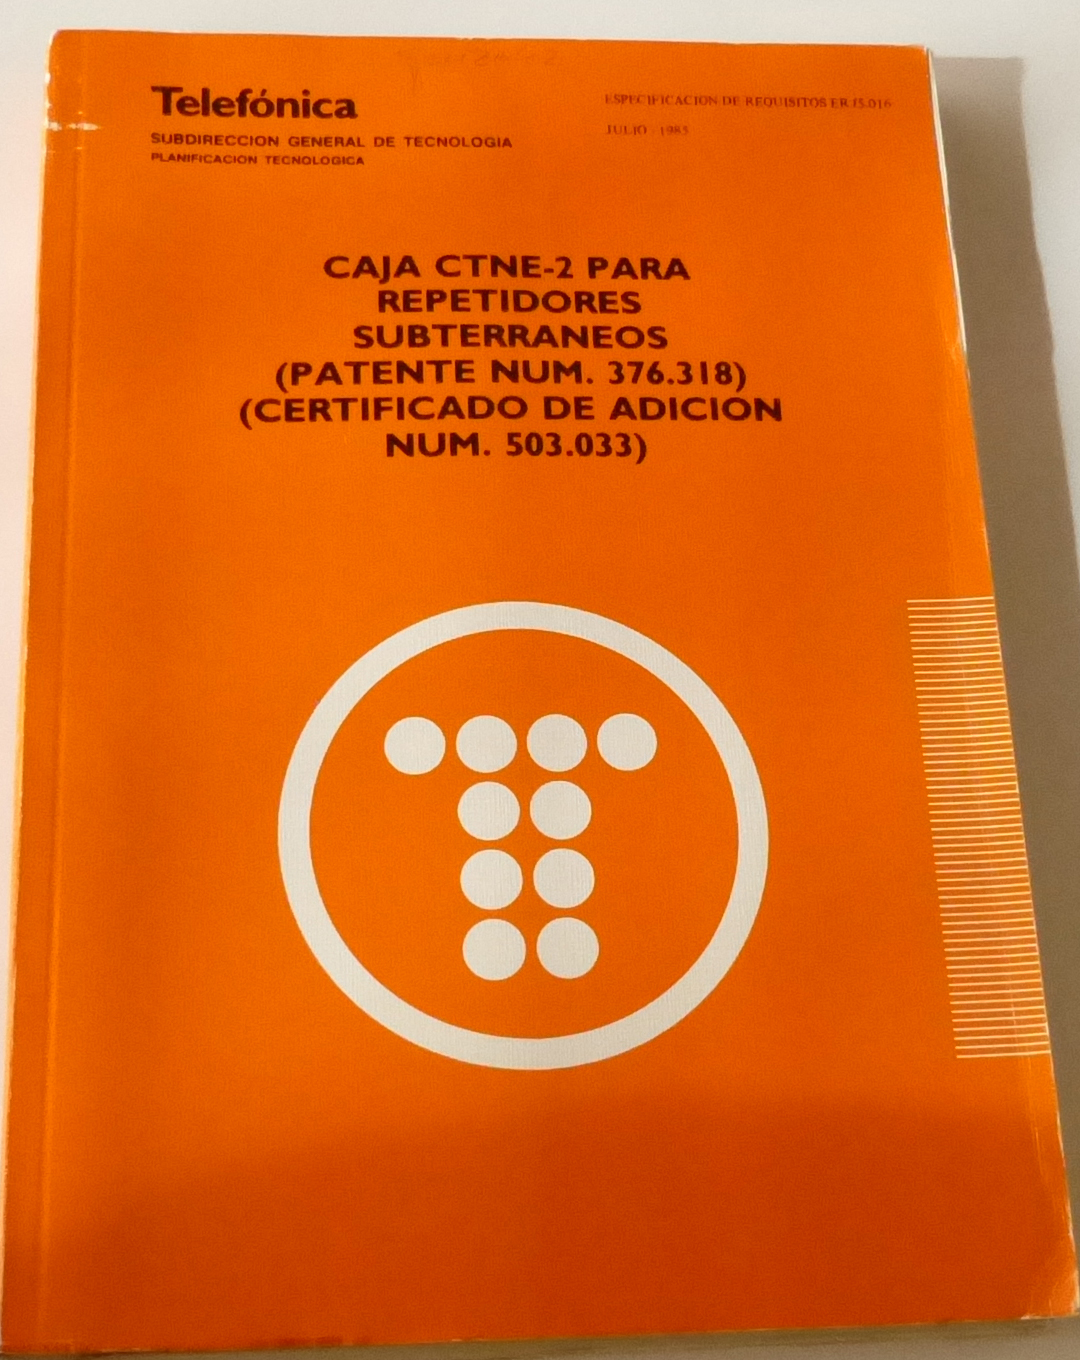 Telefónica
SUBDIRECCION GENERAL DE TECNOLOGIA
PLANIFICACION TECNOLOGICA
ESPECIFICACION DE REQUISITOS ER f5.016
JULIO - 1985
CAJA CTNE-2 PARA
REPETIDORES
SUBTERRANEOS
(PATENTE NUM. 376.318)
(CERTIFICADO DE ADICION
NUM. 503.033)